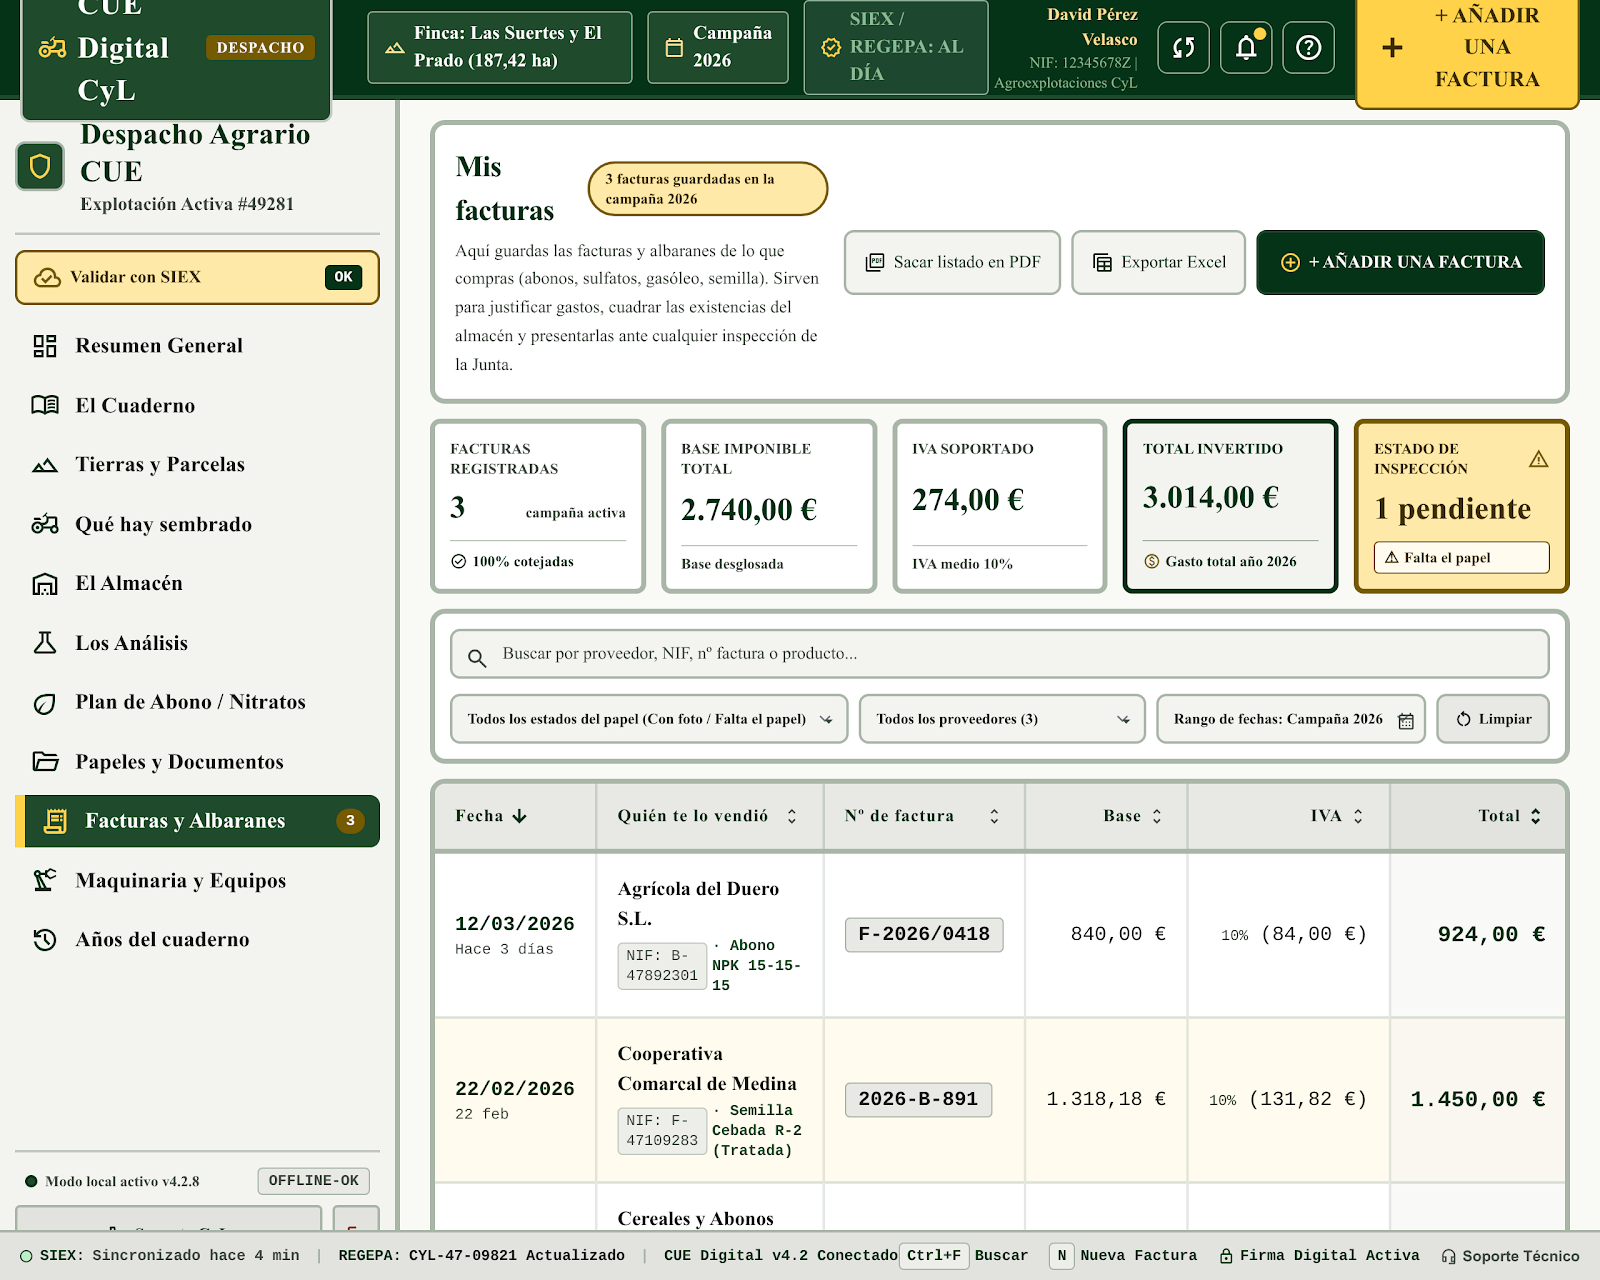 CUE
Digital
CyL
DESPACHO
Finca: Las Suertes y El
Prado (187,42 ha)
Campaña
2026
SIEX /
REGEPA: AL
DÍA
David Pérez
Velasco
NIF: 12345678Z |
Agroexplotaciones CyL
+ AÑADIR
UNA
FACTURA
Despacho Agrario
CUE
Explotación Activa #49281
Validar con SIEX
OK
Resumen General
El Cuaderno
Tierras y Parcelas
Qué hay sembrado
El Almacén
Los Análisis
Plan de Abono / Nitratos
Papeles y Documentos
Facturas y Albaranes
3
Maquinaria y Equipos
Años del cuaderno
Modo local activo v4.2.8
OFFLINE-OK
Mis
facturas
3 facturas guardadas en la
campaña 2026
Aquí guardas las facturas y albaranes de lo que
compras (abonos, sulfatos, gasóleo, semilla). Sirven
para justificar gastos, cuadrar las existencias del
almacén y presentarlas ante cualquier inspección de
la Junta.
PDF
Sacar listado en PDF
Exportar Excel
+ AÑADIR UNA FACTURA
FACTURAS
REGISTRADAS
3
campaña activa
100% cotejadas
BASE IMPONIBLE
TOTAL
2.740,00 €
Base desglosada
IVA SOPORTADO
274,00 €
IVA medio 10%
TOTAL INVERTIDO
3.014,00 €
Gasto total año 2026
ESTADO DE
INSPECCIÓN
1 pendiente
Falta el papel
Buscar por proveedor, NIF, nº factura o producto...
Todos los estados del papel (Con foto / Falta el papel)
Todos los proveedores (3)
Rango de fechas: Campaña 2026
Limpiar
Fecha
Quién te lo vendió
Nº de factura
Base
IVA
Total
12/03/2026
Hace 3 días
Agrícola del Duero
S.L.
NIF: B-
47892301
· Abono
NPK 15-15-
15
F-2026/0418
840,00 €
10% (84,00 €)
924,00 €
22/02/2026
22 feb
Cooperativa
Comarcal de Medina
NIF: F-
47109283
· Semilla
Cebada R-2
(Tratada)
2026-B-891
1.318,18 €
10% (131,82 €)
1.450,00 €
Cereales y Abonos
SIEX: Sincronizado hace 4 min | REGEPA: CYL-47-09821 Actualizado | CUE Digital v4.2 Conectado
Ctrl+F Buscar
N Nueva Factura
Firma Digital Activa
Soporte Técnico